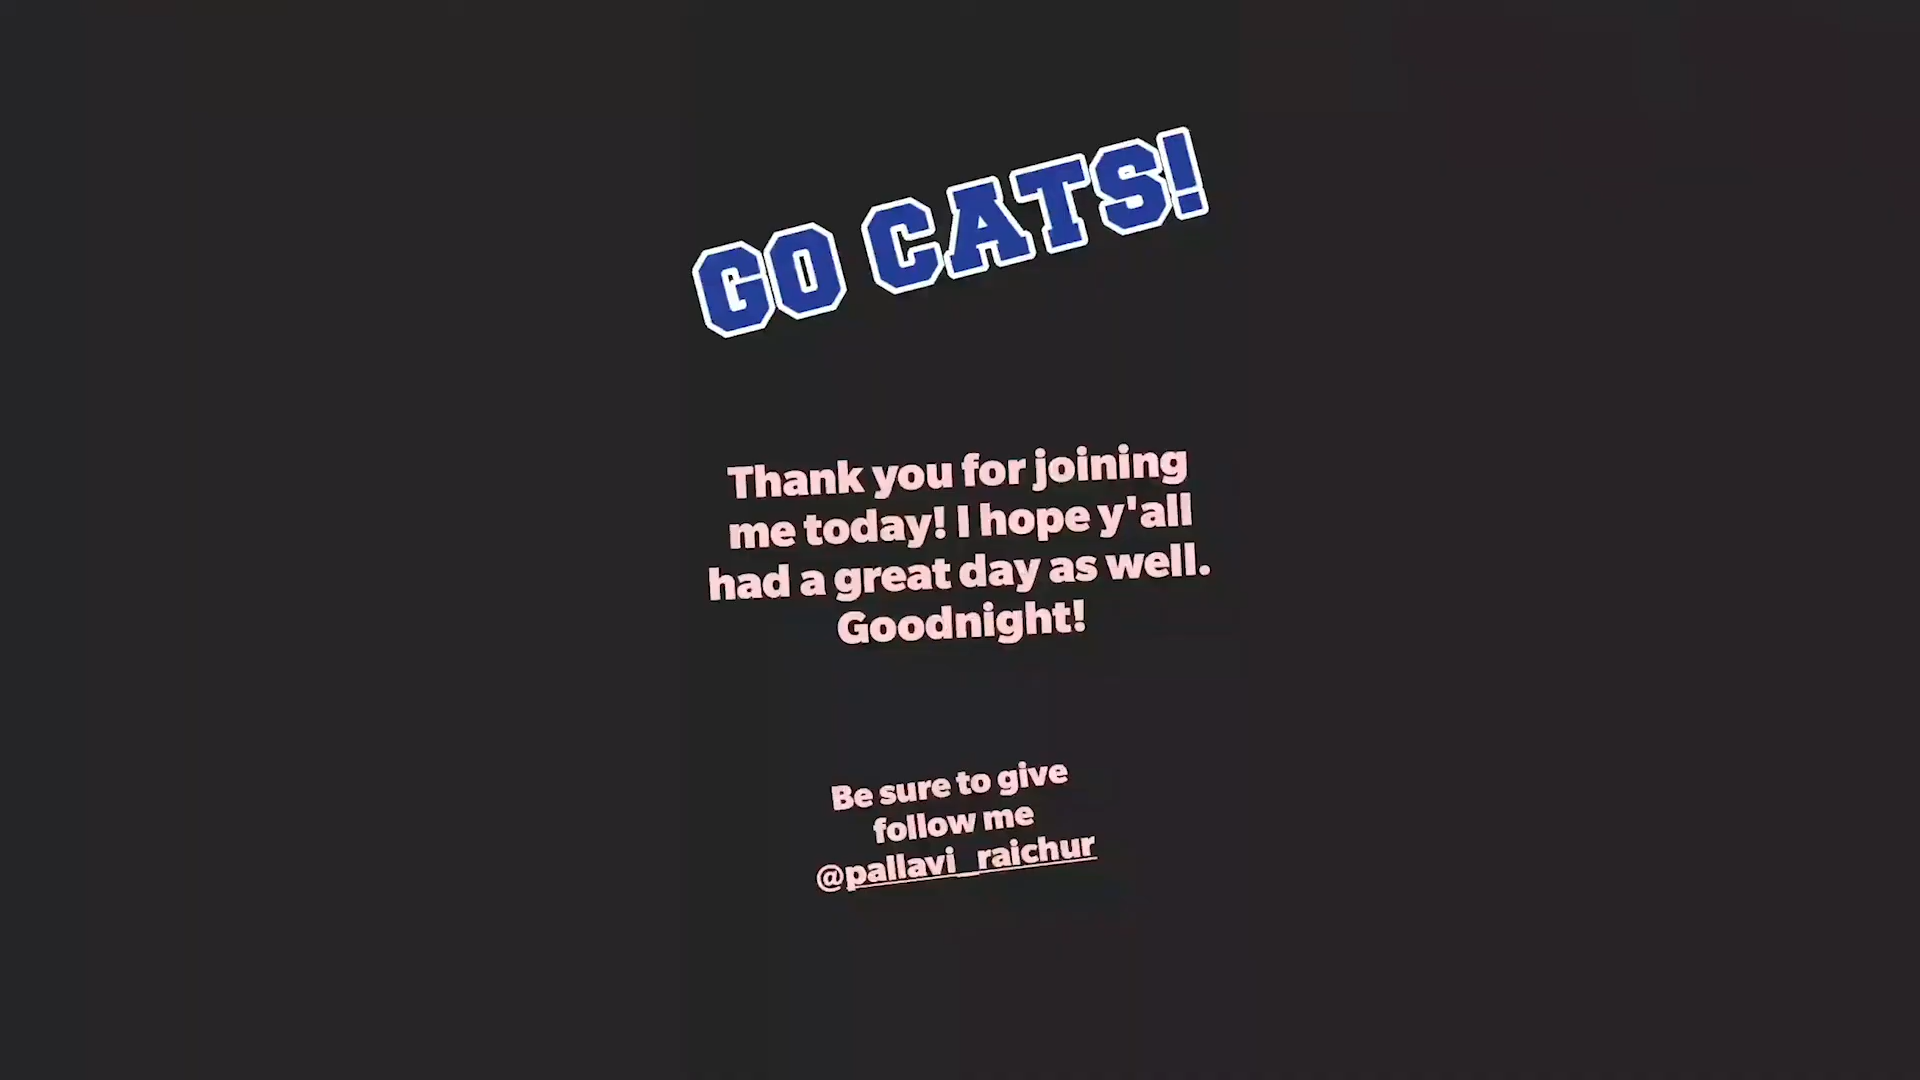 GO CATS!
Thank you for joining
me today! I hope y'all
had a great day as well.
Goodnight!
Be sure to give
follow me
@pallavi_raichur